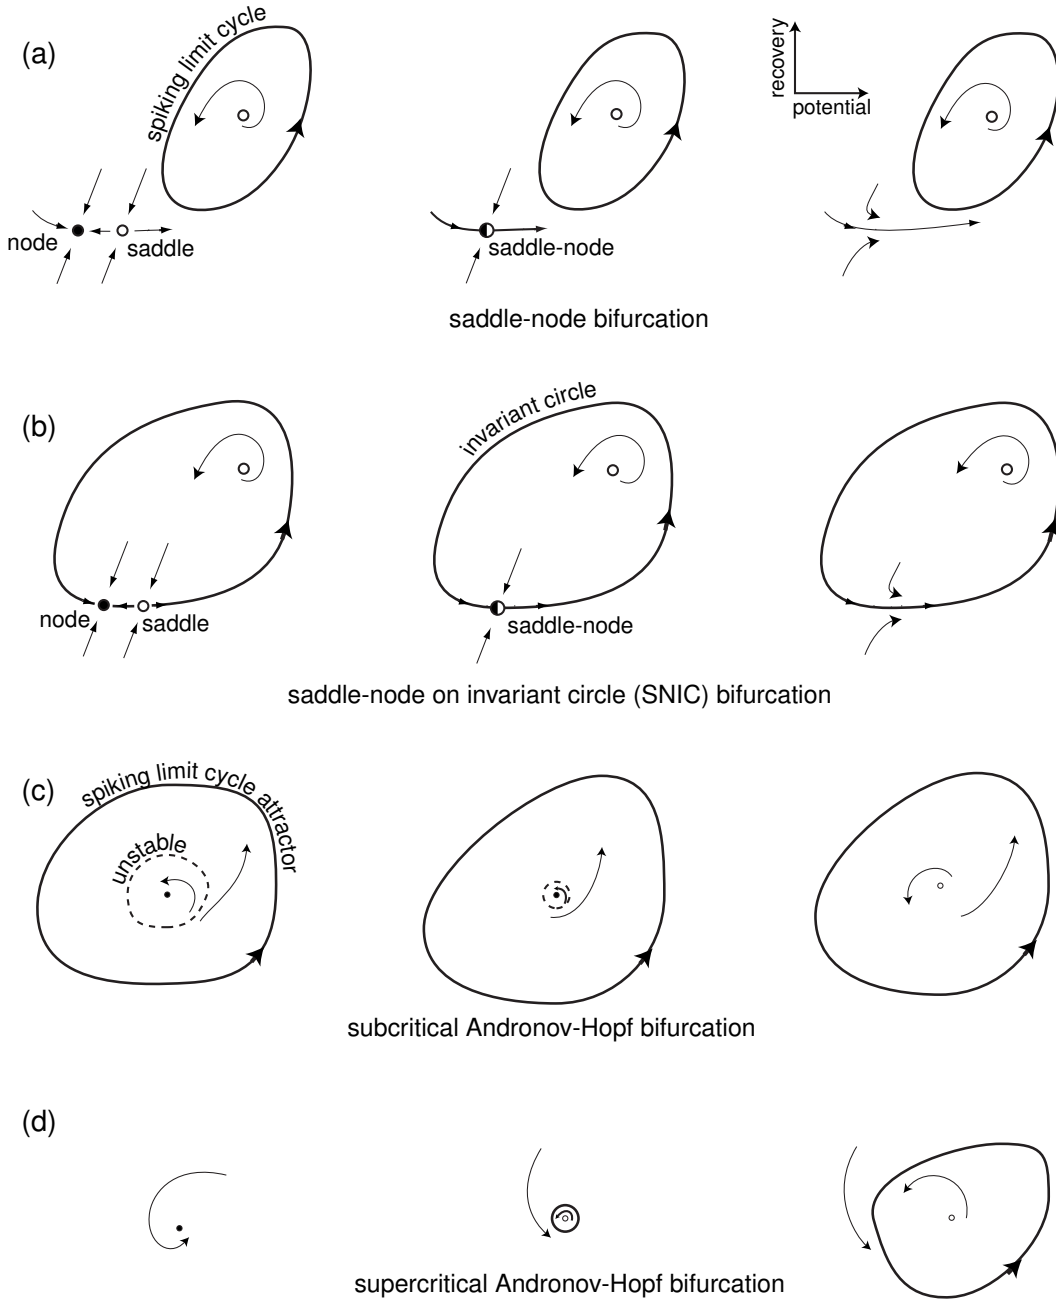 (a)
spiking limit cycle
node
saddle
saddle-node
recovery
potential
saddle-node bifurcation
(b)
invariant circle
node
saddle
saddle-node
saddle-node on invariant circle (SNIC) bifurcation
(c)
spiking limit cycle attractor
unstable
subcritical Andronov-Hopf bifurcation
(d)
supercritical Andronov-Hopf bifurcation